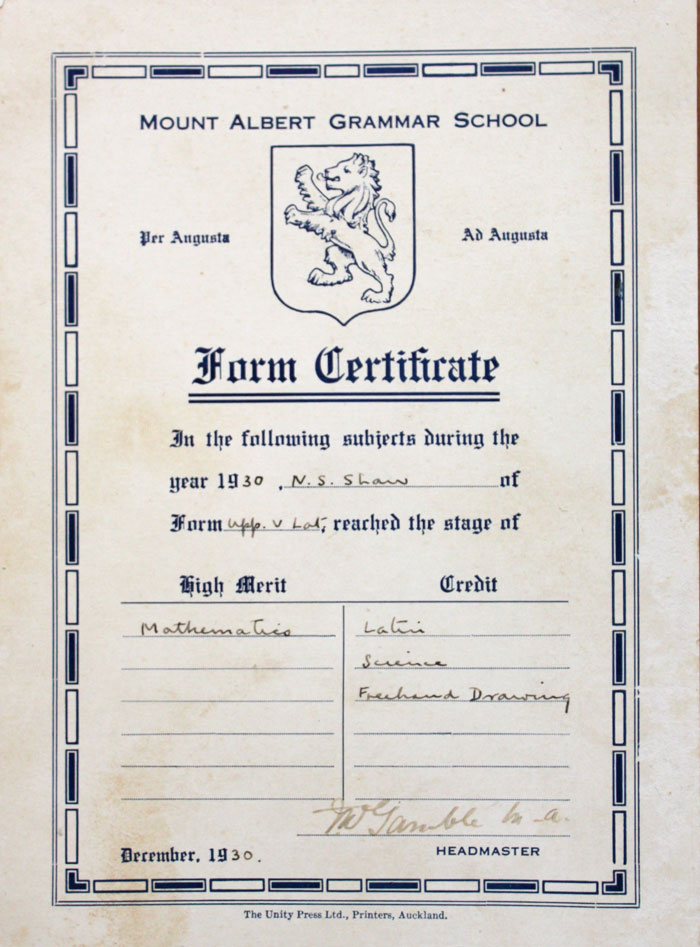 MOUNT ALBERT GRAMMAR SCHOOL
Per Augusta
Ad Augusta
Form Certificate
In the following subjects during the
year 1930, N. S. Shaw of
Form Upp. V Lat, reached the stage of
High Merit Credit
Mathematics Latin
Science
Freehand Drawing
Gamble M.A.
December, 1930.
HEADMASTER
The Unity Press Ltd., Printers, Auckland.